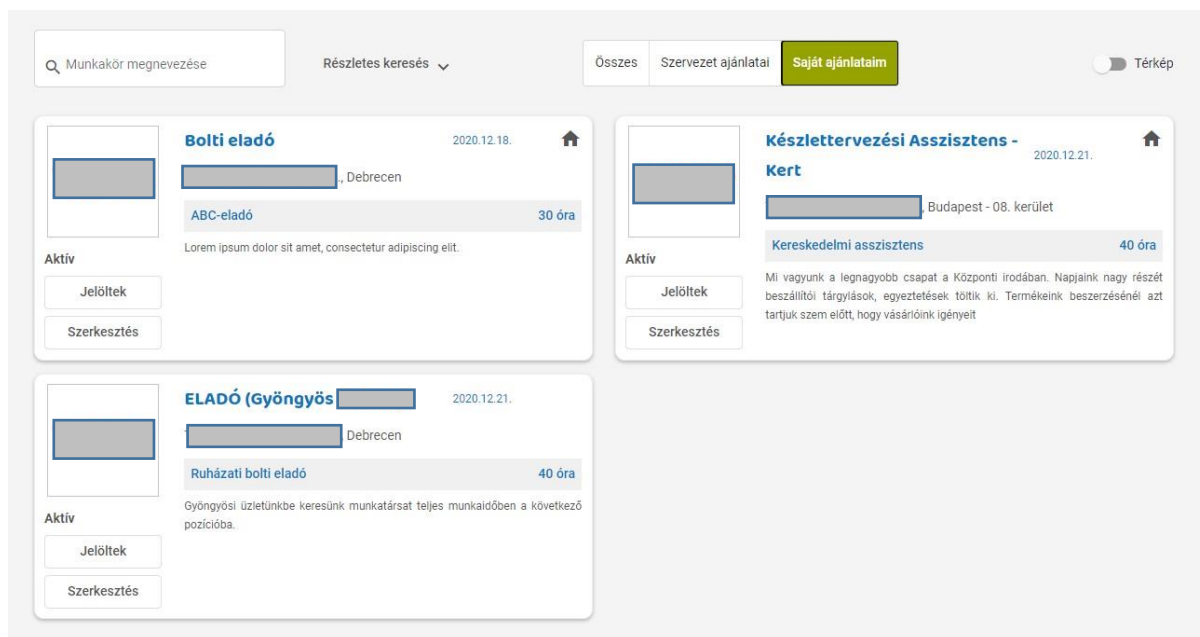 Munkakör megnevezése
Részletes keresés
Összes
Szervezet ajánlatai
Saját ajánlataim
Térkép
Bolti eladó
2020.12.18.
., Debrecen
ABC-eladó
30 óra
Lorem ipsum dolor sit amet, consectetur adipiscing elit.
Aktív
Jelöltek
Szerkesztés
Készlettervezési Asszisztens -
Kert
2020.12.21.
, Budapest - 08. kerület
Kereskedelmi asszisztens
40 óra
Mi vagyunk a legnagyobb csapat a Központi irodában. Napjaink nagy részét
beszállítói tárgylások, egyeztetések töltik ki. Termékeink beszerzésénél azt
tartjuk szem előtt, hogy vásárlóink igényeit
Aktív
Jelöltek
Szerkesztés
ELADÓ (Gyöngyös
2020.12.21.
, Debrecen
Ruházati bolti eladó
40 óra
Gyöngyösi üzletünkbe keresünk munkatársat teljes munkaidőben a következő
pozícióba.
Aktív
Jelöltek
Szerkesztés